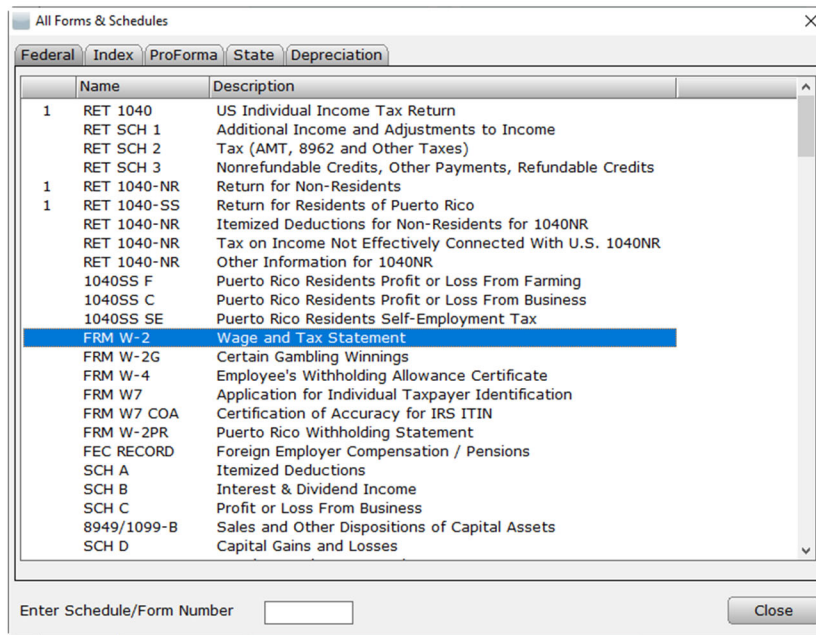 All Forms & Schedules
Federal Index ProForma State Depreciation
Name Description
1 RET 1040 US Individual Income Tax Return
RET SCH 1 Additional Income and Adjustments to Income
RET SCH 2 Tax (AMT, 8962 and Other Taxes)
RET SCH 3 Nonrefundable Credits, Other Payments, Refundable Credits
1 RET 1040-NR Return for Non-Residents
1 RET 1040-SS Return for Residents of Puerto Rico
RET 1040-NR Itemized Deductions for Non-Residents for 1040NR
RET 1040-NR Tax on Income Not Effectively Connected With U.S. 1040NR
RET 1040-NR Other Information for 1040NR
1040SS F Puerto Rico Residents Profit or Loss From Farming
1040SS C Puerto Rico Residents Profit or Loss From Business
1040SS SE Puerto Rico Residents Self-Employment Tax
FRM W-2 Wage and Tax Statement
FRM W-2G Certain Gambling Winnings
FRM W-4 Employee's Withholding Allowance Certificate
FRM W7 Application for Individual Taxpayer Identification
FRM W7 COA Certification of Accuracy for IRS ITIN
FRM W-2PR Puerto Rico Withholding Statement
FEC RECORD Foreign Employer Compensation / Pensions
SCH A Itemized Deductions
SCH B Interest & Dividend Income
SCH C Profit or Loss From Business
8949/1099-B Sales and Other Dispositions of Capital Assets
SCH D Capital Gains and Losses
Enter Schedule/Form Number Close